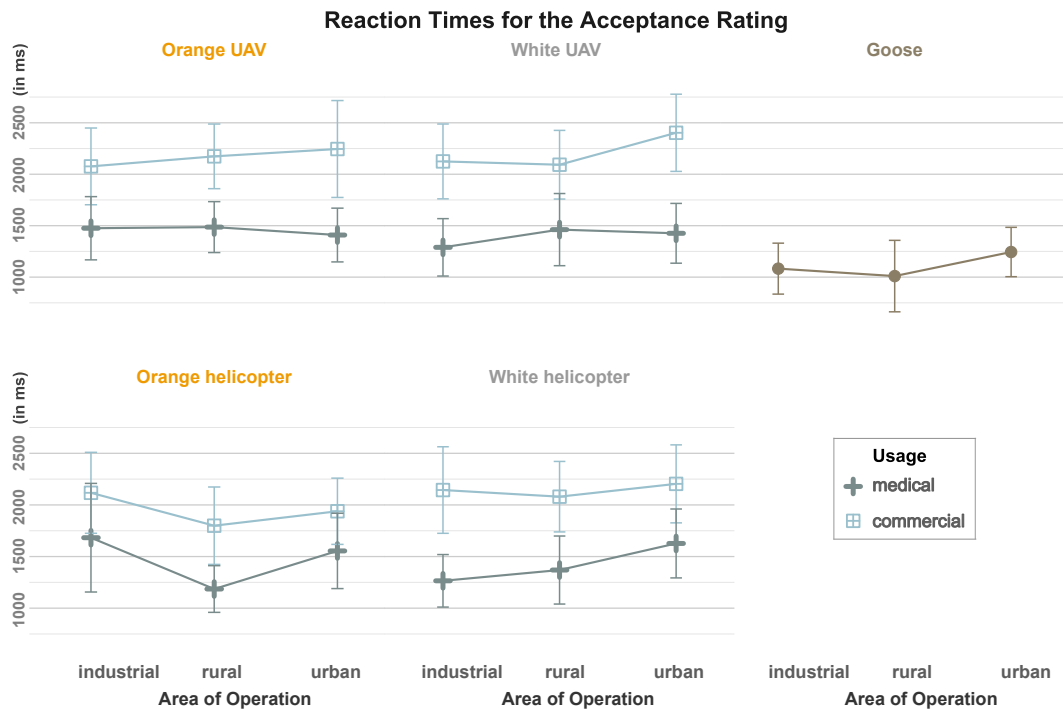 Reaction Times for the Acceptance Rating
Orange UAV White UAV Goose
(in ms)
2500
2000
1500
1000
Orange helicopter White helicopter
(in ms)
2500
2000
1500
1000
Usage
medical
commercial
industrial rural urban industrial rural urban industrial rural urban
Area of Operation Area of Operation Area of Operation